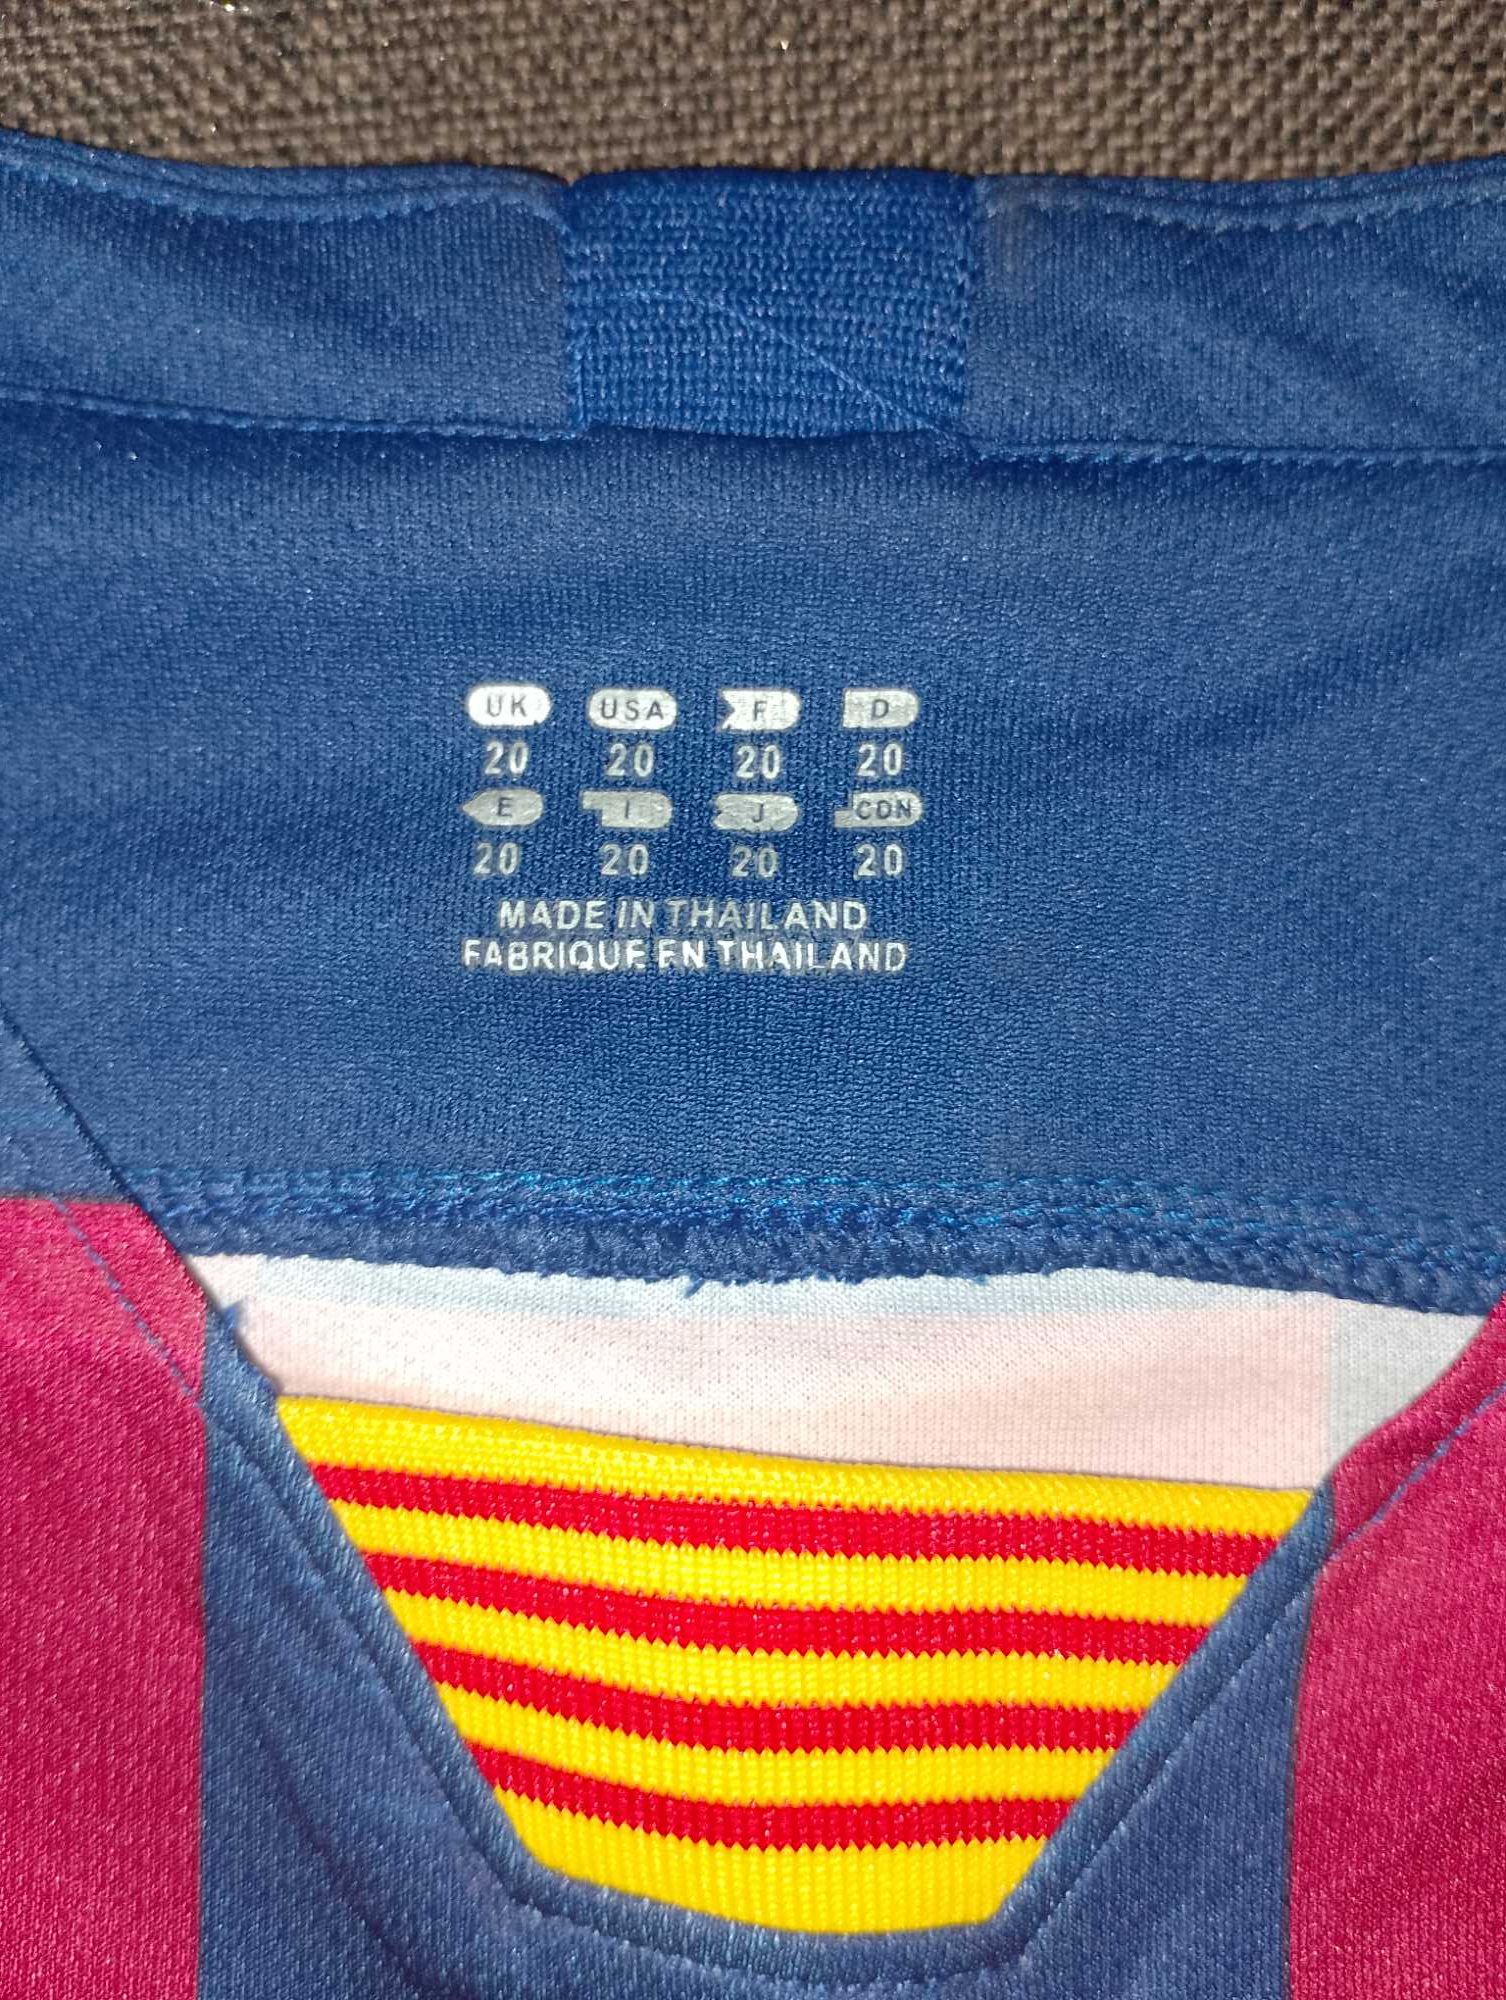 UK USA F D
20 20 20 20
E I J CDN
20 20 20 20
MADE IN THAILAND
FABRIQUE EN THAILAND